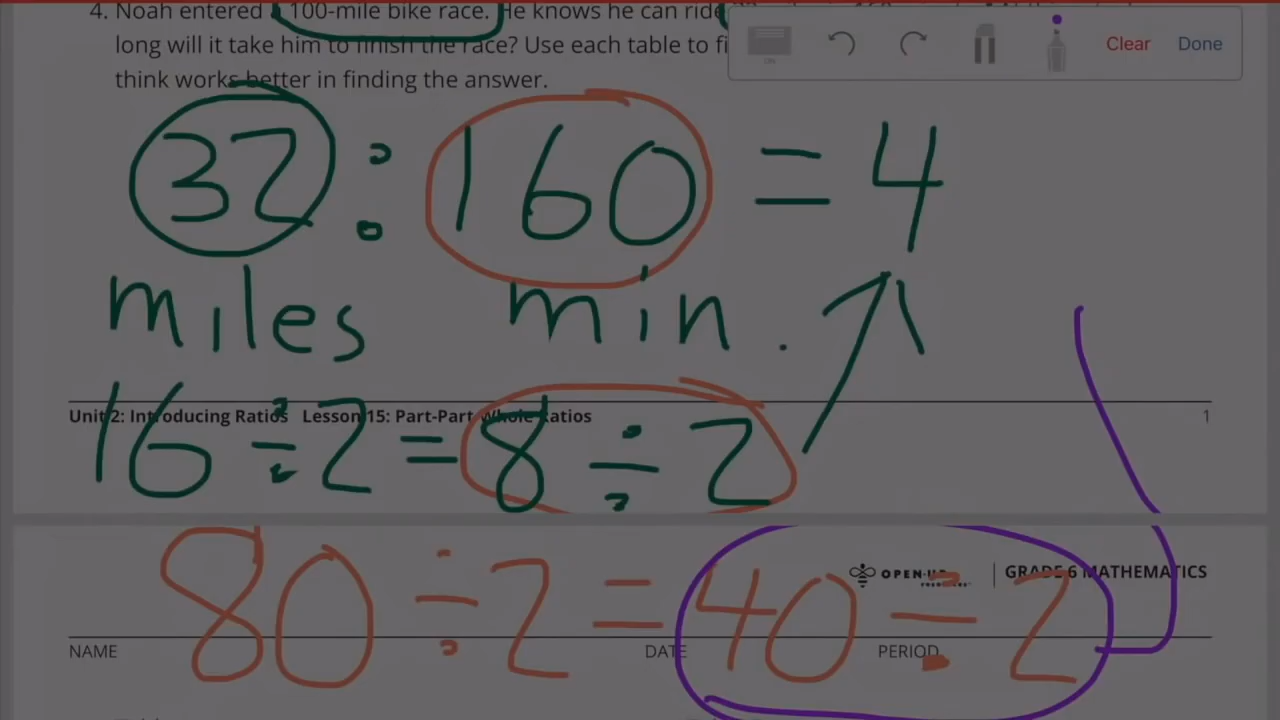 4. Noah entered 100-mile bike race. He knows he can ride
long will it take him to finish the race? Use each table to fi
think works better in finding the answer.
Clear Done
32 : 160 = 4
miles min.
Unit 2: Introducing Ratios Lesson 15: Part-Part-Whole Ratios 1
16 ÷ 2 = 8 ÷ 2
80 ÷ 2 = 40 ÷ 2
OPEN-UP GRADE 6 MATHEMATICS
NAME DATE PERIOD